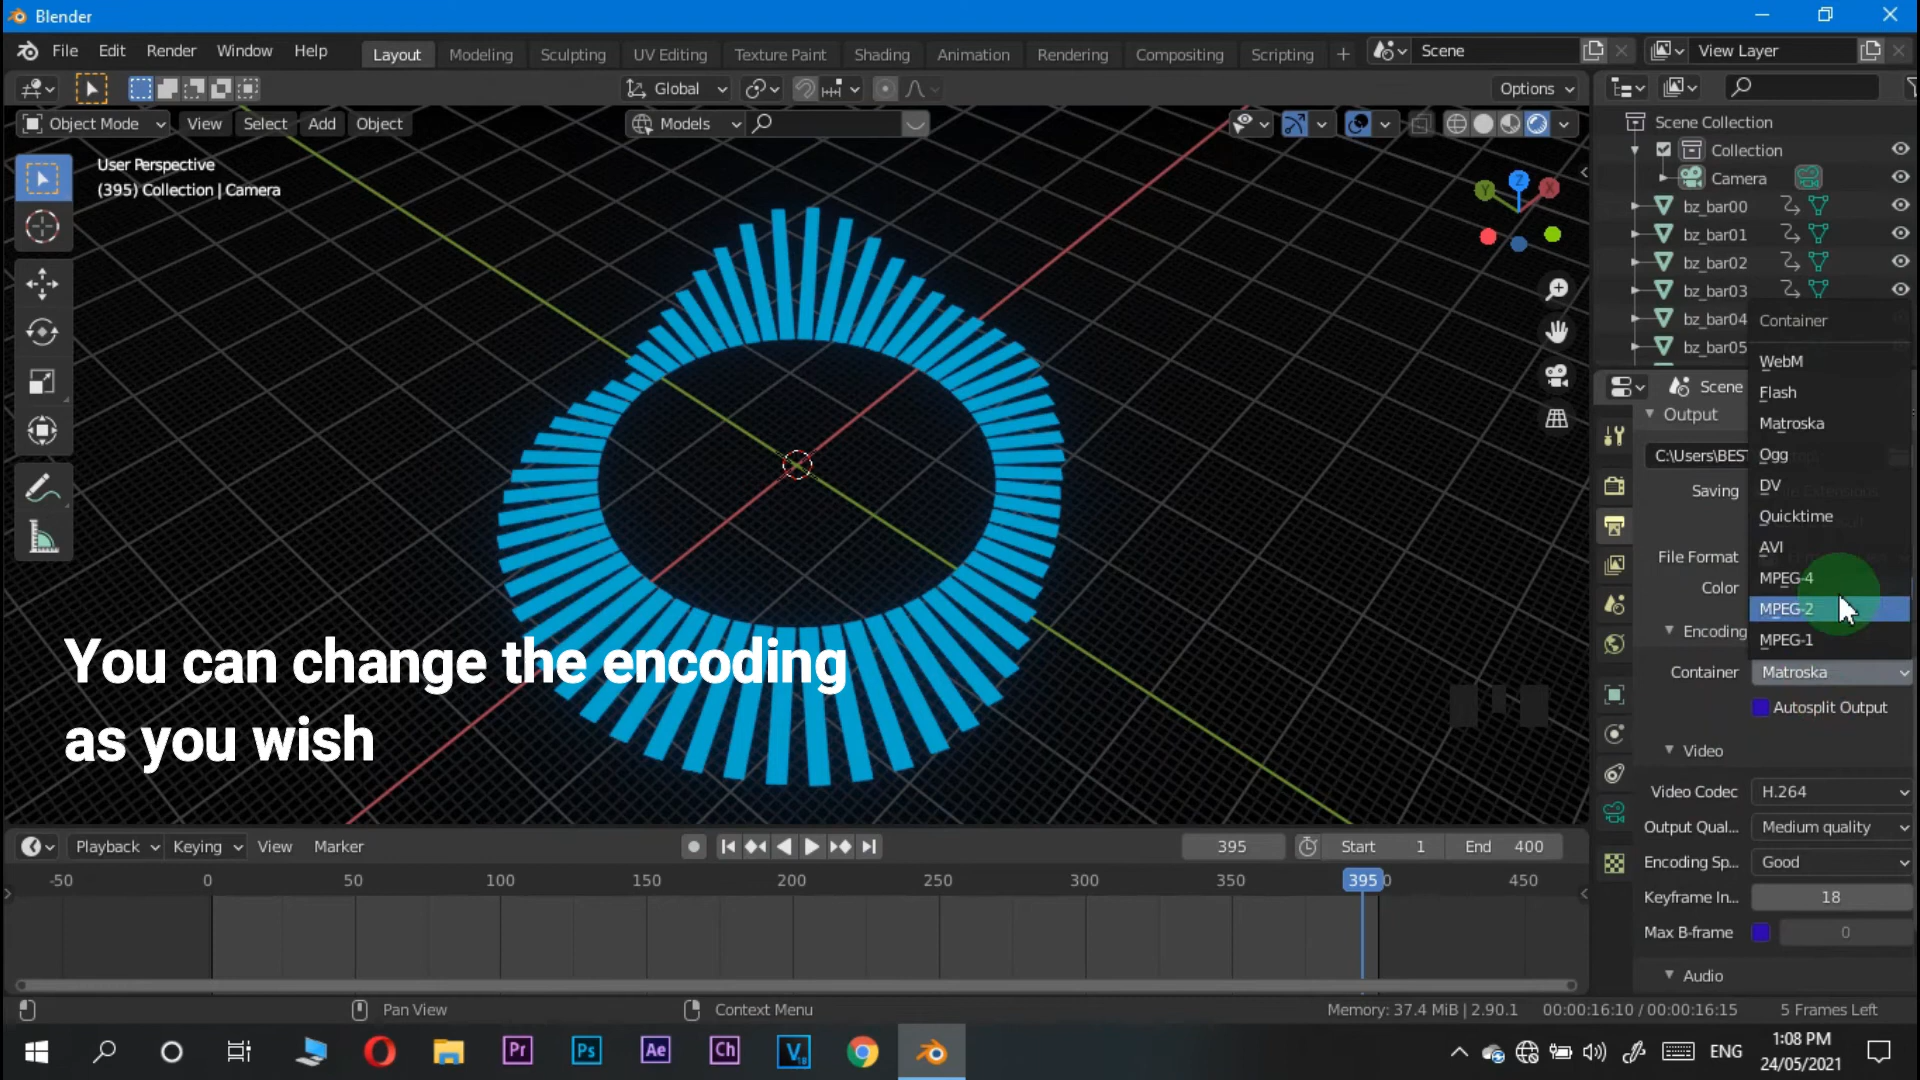 Blender
File Edit Render Window Help
Layout Modeling Sculpting UV Editing Texture Paint Shading Animation Rendering Compositing Scripting +
Scene
View Layer
Global
Options
Object Mode View Select Add Object
Models
User Perspective
(395) Collection | Camera
Y Z X
Scene Collection
Collection
Camera
bz_bar00
bz_bar01
bz_bar02
bz_bar03
bz_bar04
bz_bar05
Container
WebM
Flash
Matroska
Ogg
DV
Quicktime
AVI
MPEG-4
MPEG-2
MPEG-1
Scene
Output
C:\Users\BEST
Saving
File Format
Color
Encoding
Container Matroska
Autosplit Output
Video
Video Codec H.264
Output Qual... Medium quality
Encoding Sp... Good
Keyframe In... 18
Max B-frame 0
Audio
You can change the encoding
as you wish
Playback Keying View Marker
395 Start 1 End 400
-50 0 50 100 150 200 250 300 350 395 450
Pan View
Context Menu
Memory: 37.4 MiB | 2.90.1 00:00:16:10 / 00:00:16:15 5 Frames Left
Pr Ps Ae Ch V
ENG
1:08 PM
24/05/2021